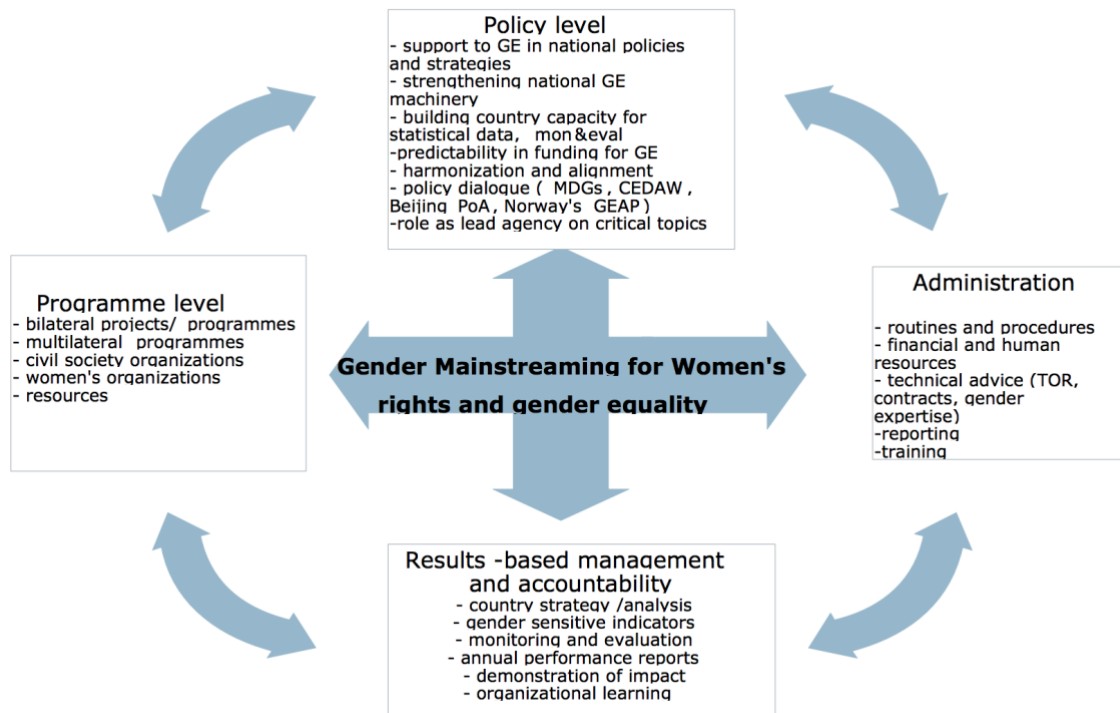 Policy level
- support to GE in national policies
and strategies
- strengthening national GE
machinery
- building country capacity for
statistical data, mon&eval
-predictability in funding for GE
- harmonization and alignment
- policy dialogue ( MDGs, CEDAW,
Beijing PoA, Norway's GEAP)
-role as lead agency on critical topics
Programme level
- bilateral projects/ programmes
- multilateral programmes
- civil society organizations
- women's organizations
- resources
Gender Mainstreaming for Women's
rights and gender equality
Administration
- routines and procedures
- financial and human
resources
- technical advice (TOR,
contracts, gender
expertise)
-reporting
-training
Results -based management
and accountability
- country strategy /analysis
- gender sensitive indicators
- monitoring and evaluation
- annual performance reports
- demonstration of impact
- organizational learning